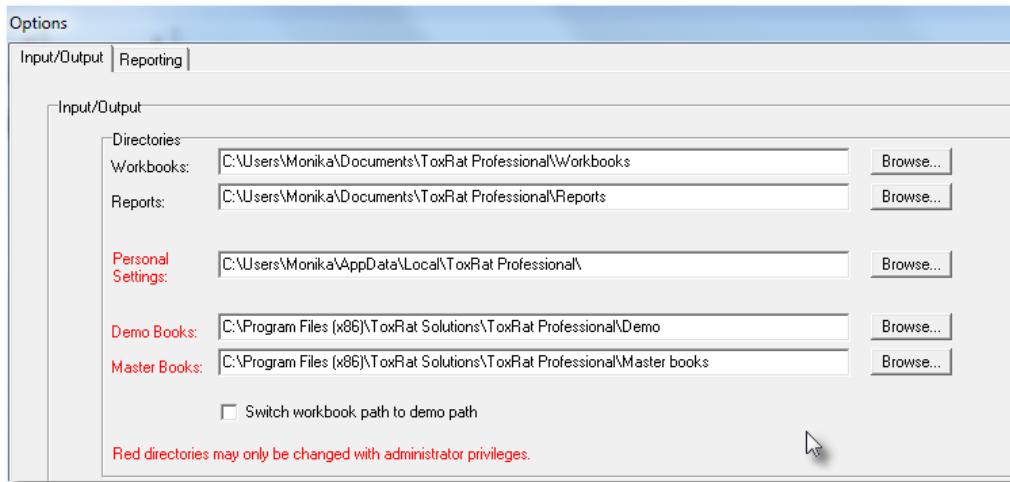 Options
Input/Output Reporting
Input/Output
Directories
Workbooks: C:\Users\Monika\Documents\ToxRat Professional\Workbooks Browse...
Reports: C:\Users\Monika\Documents\ToxRat Professional\Reports Browse...
Personal
Settings: C:\Users\Monika\AppData\Local\ToxRat Professional\ Browse...
Demo Books: C:\Program Files (x86)\ToxRat Solutions\ToxRat Professional\Demo Browse...
Master Books: C:\Program Files (x86)\ToxRat Solutions\ToxRat Professional\Master books Browse...
Switch workbook path to demo path
Red directories may only be changed with administrator privileges.